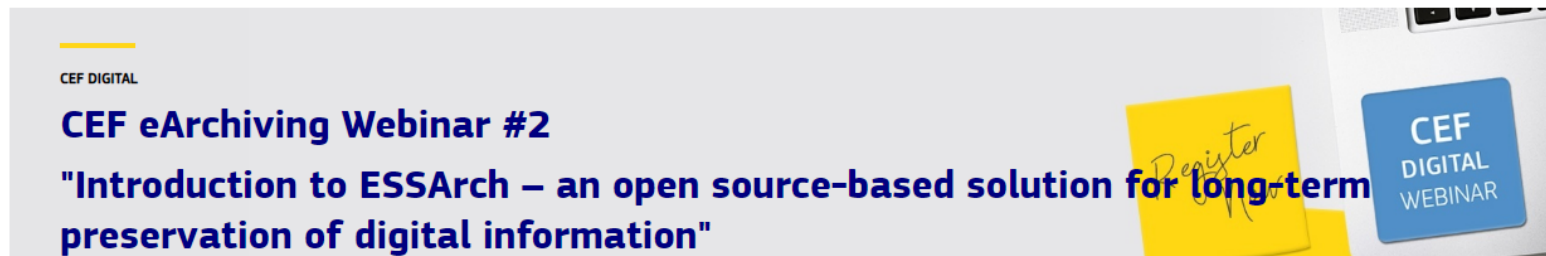 CEF DIGITAL
CEF eArchiving Webinar #2
"Introduction to ESSArch – an open source-based solution for long-term
preservation of digital information"
Register
Now
CEF
DIGITAL
WEBINAR